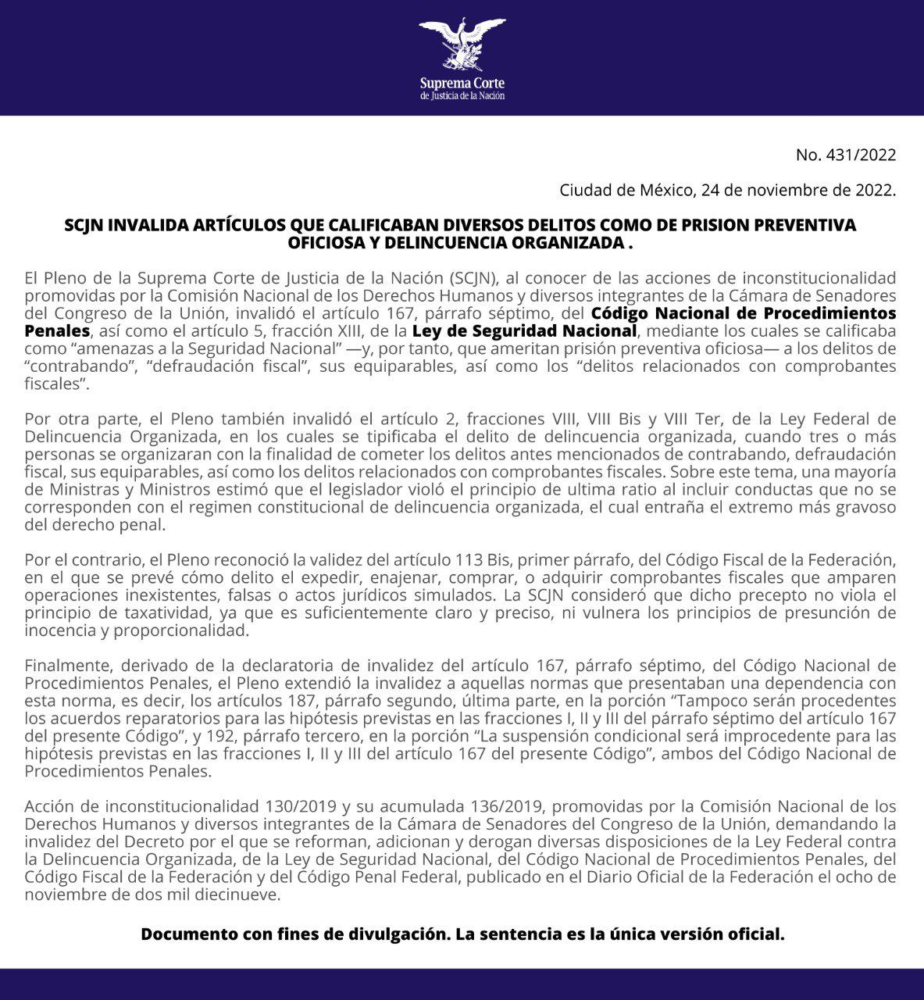 Suprema Corte
de Justicia de la Nación
No. 431/2022
Ciudad de México, 24 de noviembre de 2022.
SCJN INVALIDA ARTÍCULOS QUE CALIFICABAN DIVERSOS DELITOS COMO DE PRISION PREVENTIVA
OFICIOSA Y DELINCUENCIA ORGANIZADA .
El Pleno de la Suprema Corte de Justicia de la Nación (SCJN), al conocer de las acciones de inconstitucionalidad
promovidas por la Comisión Nacional de los Derechos Humanos y diversos integrantes de la Cámara de Senadores
del Congreso de la Unión, invalidó el artículo 167, párrafo séptimo, del Código Nacional de Procedimientos
Penales, así como el artículo 5, fracción XIII, de la Ley de Seguridad Nacional, mediante los cuales se calificaba
como “amenazas a la Seguridad Nacional” —y, por tanto, que ameritan prisión preventiva oficiosa— a los delitos de
“contrabando”, “defraudación fiscal”, sus equiparables, así como los “delitos relacionados con comprobantes
fiscales”.
Por otra parte, el Pleno también invalidó el artículo 2, fracciones VIII, VIII Bis y VIII Ter, de la Ley Federal de
Delincuencia Organizada, en los cuales se tipificaba el delito de delincuencia organizada, cuando tres o más
personas se organizaran con la finalidad de cometer los delitos antes mencionados de contrabando, defraudación
fiscal, sus equiparables, así como los delitos relacionados con comprobantes fiscales. Sobre este tema, una mayoría
de Ministras y Ministros estimó que el legislador violó el principio de ultima ratio al incluir conductas que no se
corresponden con el regimen constitucional de delincuencia organizada, el cual entraña el extremo más gravoso
del derecho penal.
Por el contrario, el Pleno reconoció la validez del artículo 113 Bis, primer párrafo, del Código Fiscal de la Federación,
en el que se prevé cómo delito el expedir, enajenar, comprar, o adquirir comprobantes fiscales que amparen
operaciones inexistentes, falsas o actos jurídicos simulados. La SCJN consideró que dicho precepto no viola el
principio de taxatividad, ya que es suficientemente claro y preciso, ni vulnera los principios de presunción de
inocencia y proporcionalidad.
Finalmente, derivado de la declaratoria de invalidez del artículo 167, párrafo séptimo, del Código Nacional de
Procedimientos Penales, el Pleno extendió la invalidez a aquellas normas que presentaban una dependencia con
esta norma, es decir, los artículos 187, párrafo segundo, última parte, en la porción “Tampoco serán procedentes
los acuerdos reparatorios para las hipótesis previstas en las fracciones I, II y III del párrafo séptimo del artículo 167
del presente Código”, y 192, párrafo tercero, en la porción “La suspensión condicional será improcedente para las
hipótesis previstas en las fracciones I, II y III del artículo 167 del presente Código”, ambos del Código Nacional de
Procedimientos Penales.
Acción de inconstitucionalidad 130/2019 y su acumulada 136/2019, promovidas por la Comisión Nacional de los
Derechos Humanos y diversos integrantes de la Cámara de Senadores del Congreso de la Unión, demandando la
invalidez del Decreto por el que se reforman, adicionan y derogan diversas disposiciones de la Ley Federal contra
la Delincuencia Organizada, de la Ley de Seguridad Nacional, del Código Nacional de Procedimientos Penales, del
Código Fiscal de la Federación y del Código Penal Federal, publicado en el Diario Oficial de la Federación el ocho de
noviembre de dos mil diecinueve.
Documento con fines de divulgación. La sentencia es la única versión oficial.